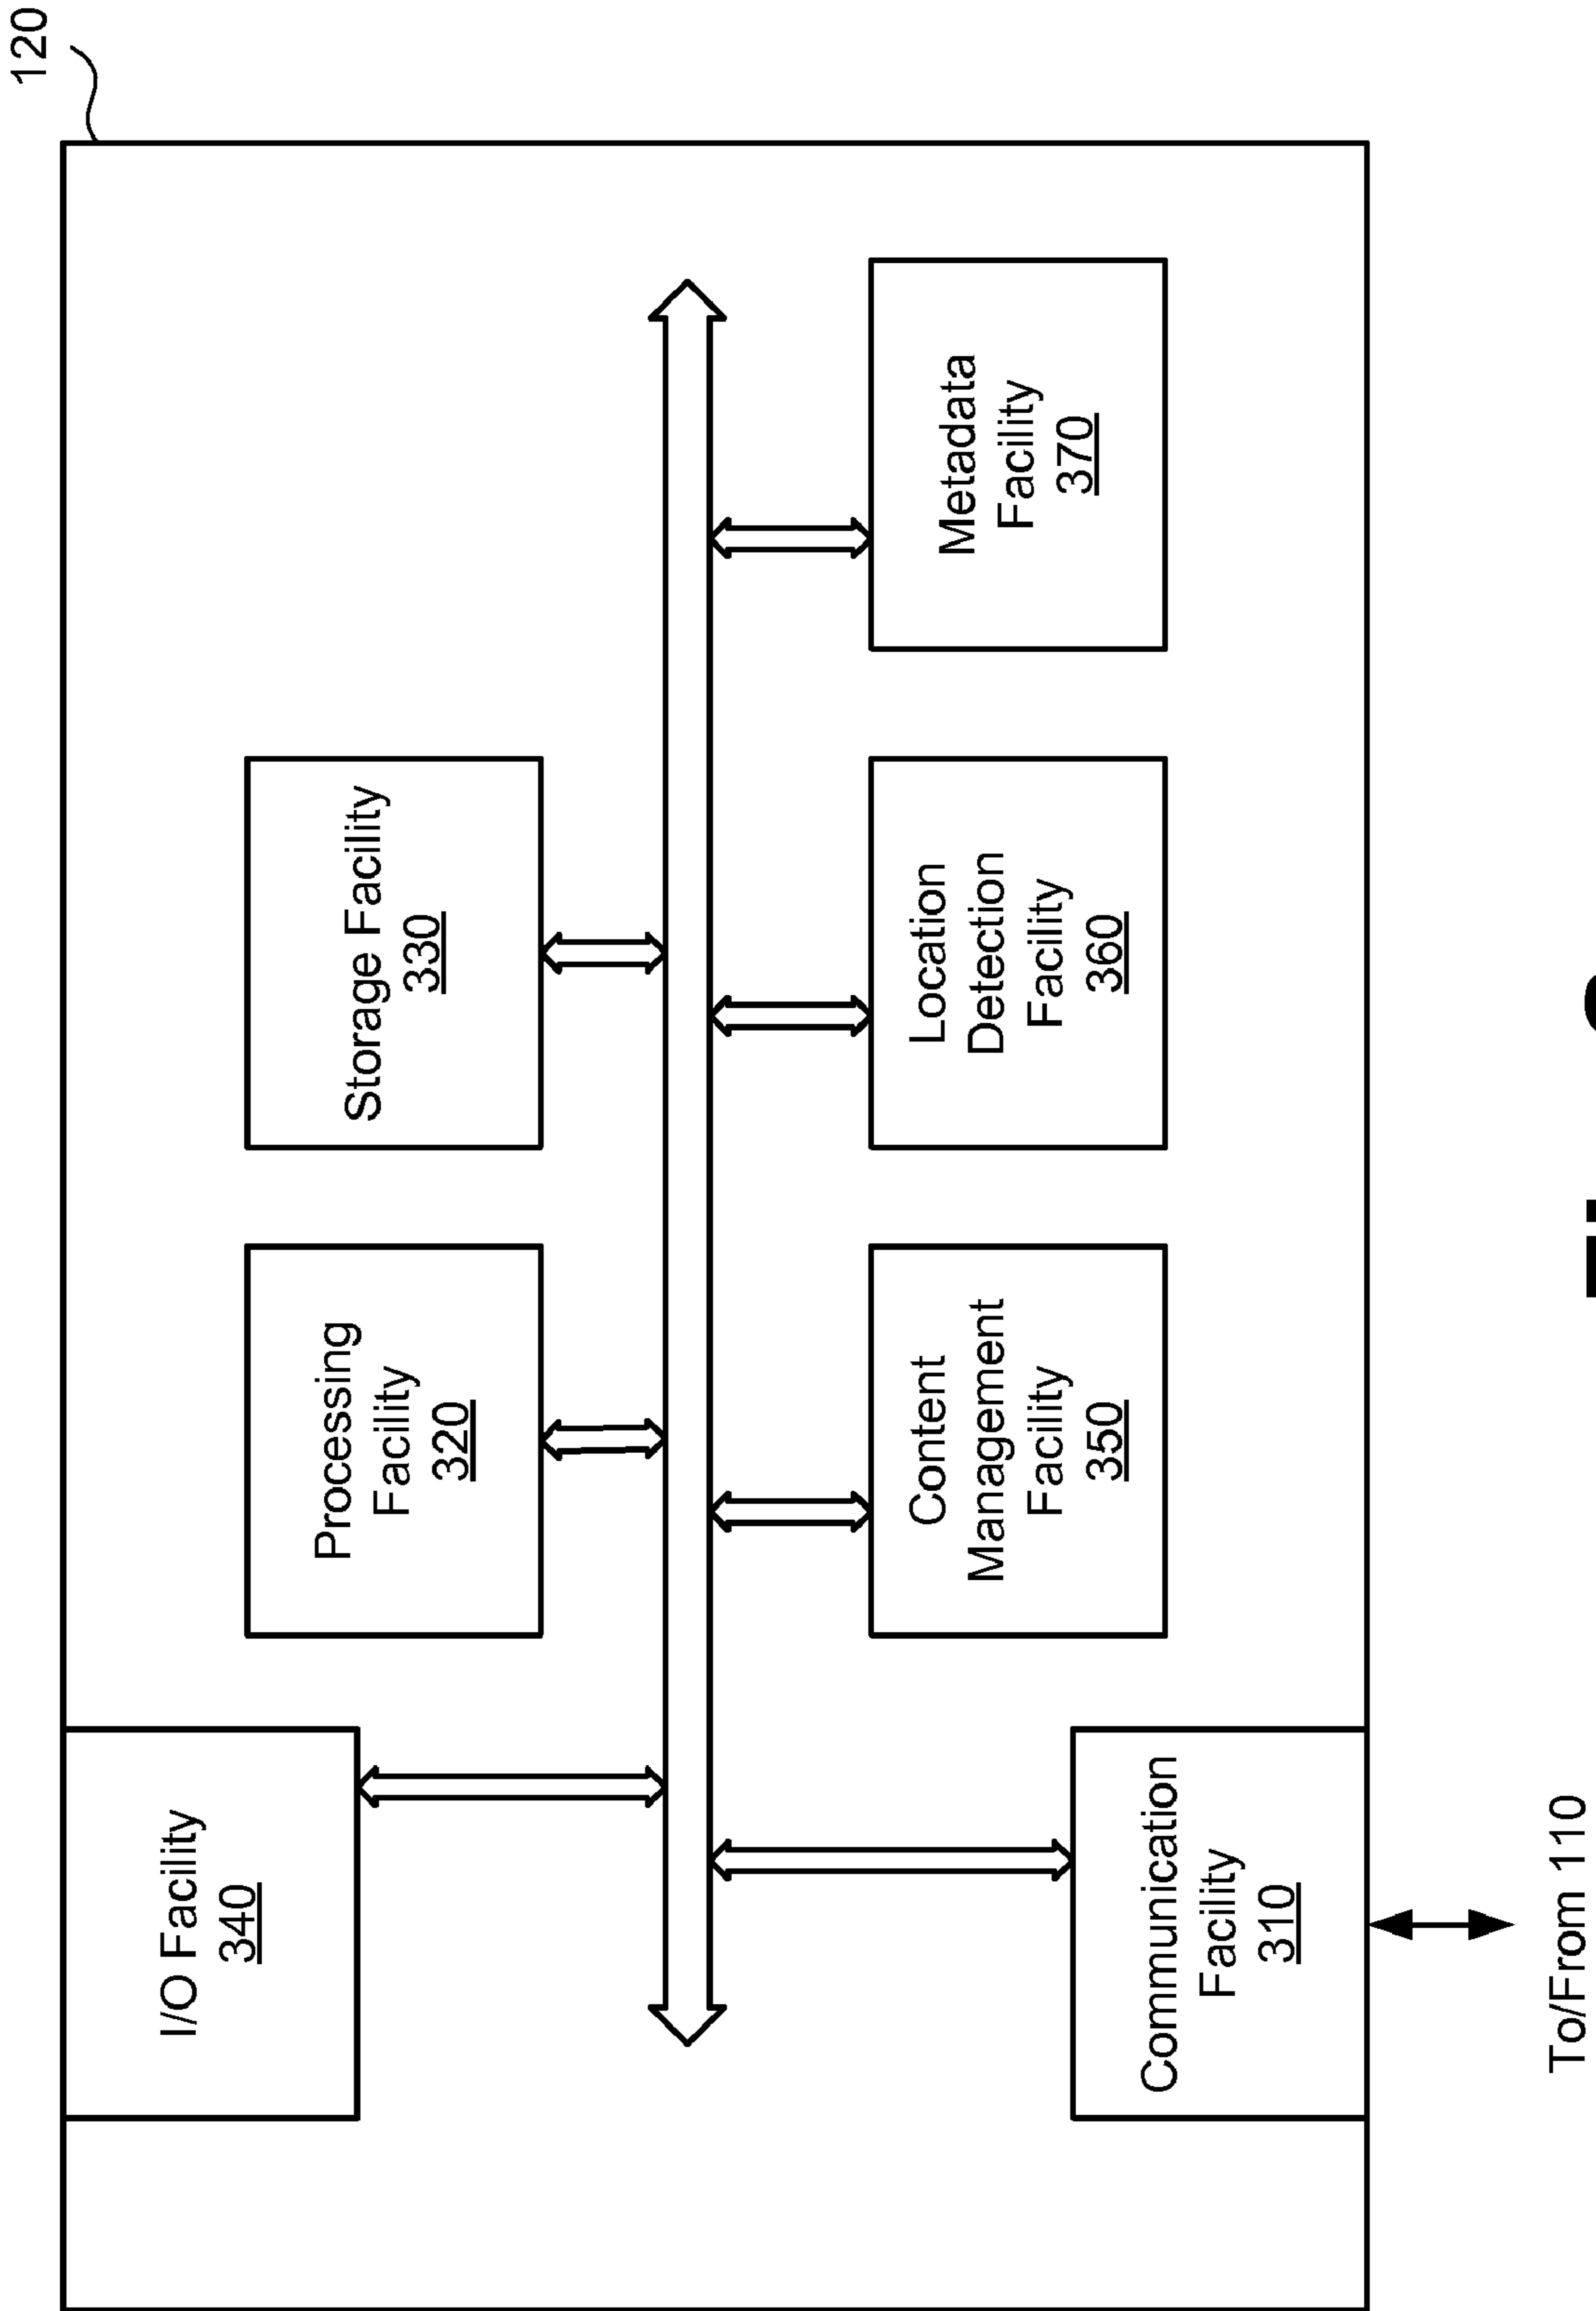 120
I/O Facility
340
Processing
Facility
320
Storage Facility
330
Communication
Facility
310
Content
Management
Facility
350
Location
Detection
Facility
360
Metadata
Facility
370
To/From 110